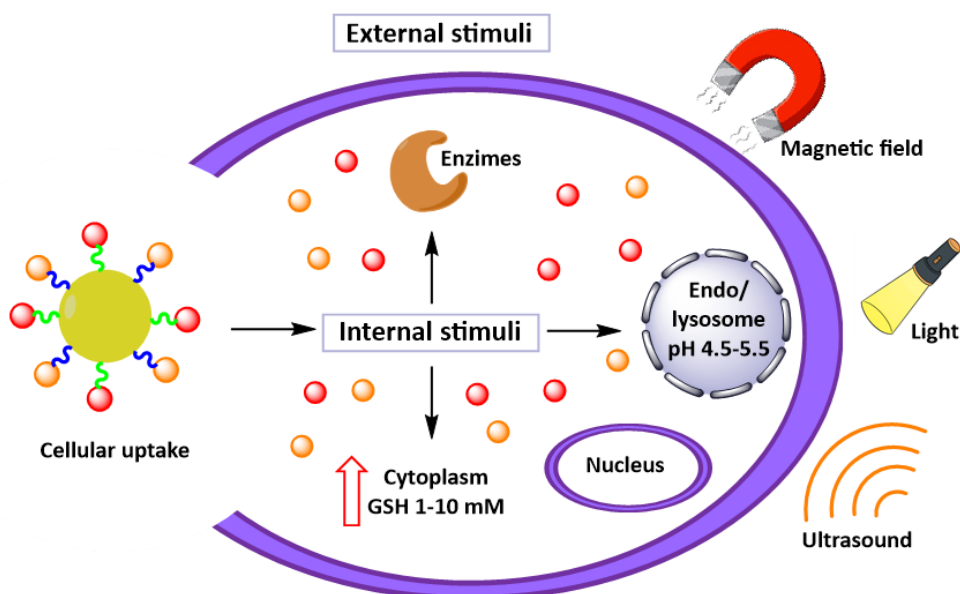 External stimuli
Magnetic field
Enzimes
Endo/
lysosome
pH 4.5-5.5
Internal stimuli
Light
Cellular uptake
Cytoplasm
GSH 1-10 mM
Nucleus
Ultrasound